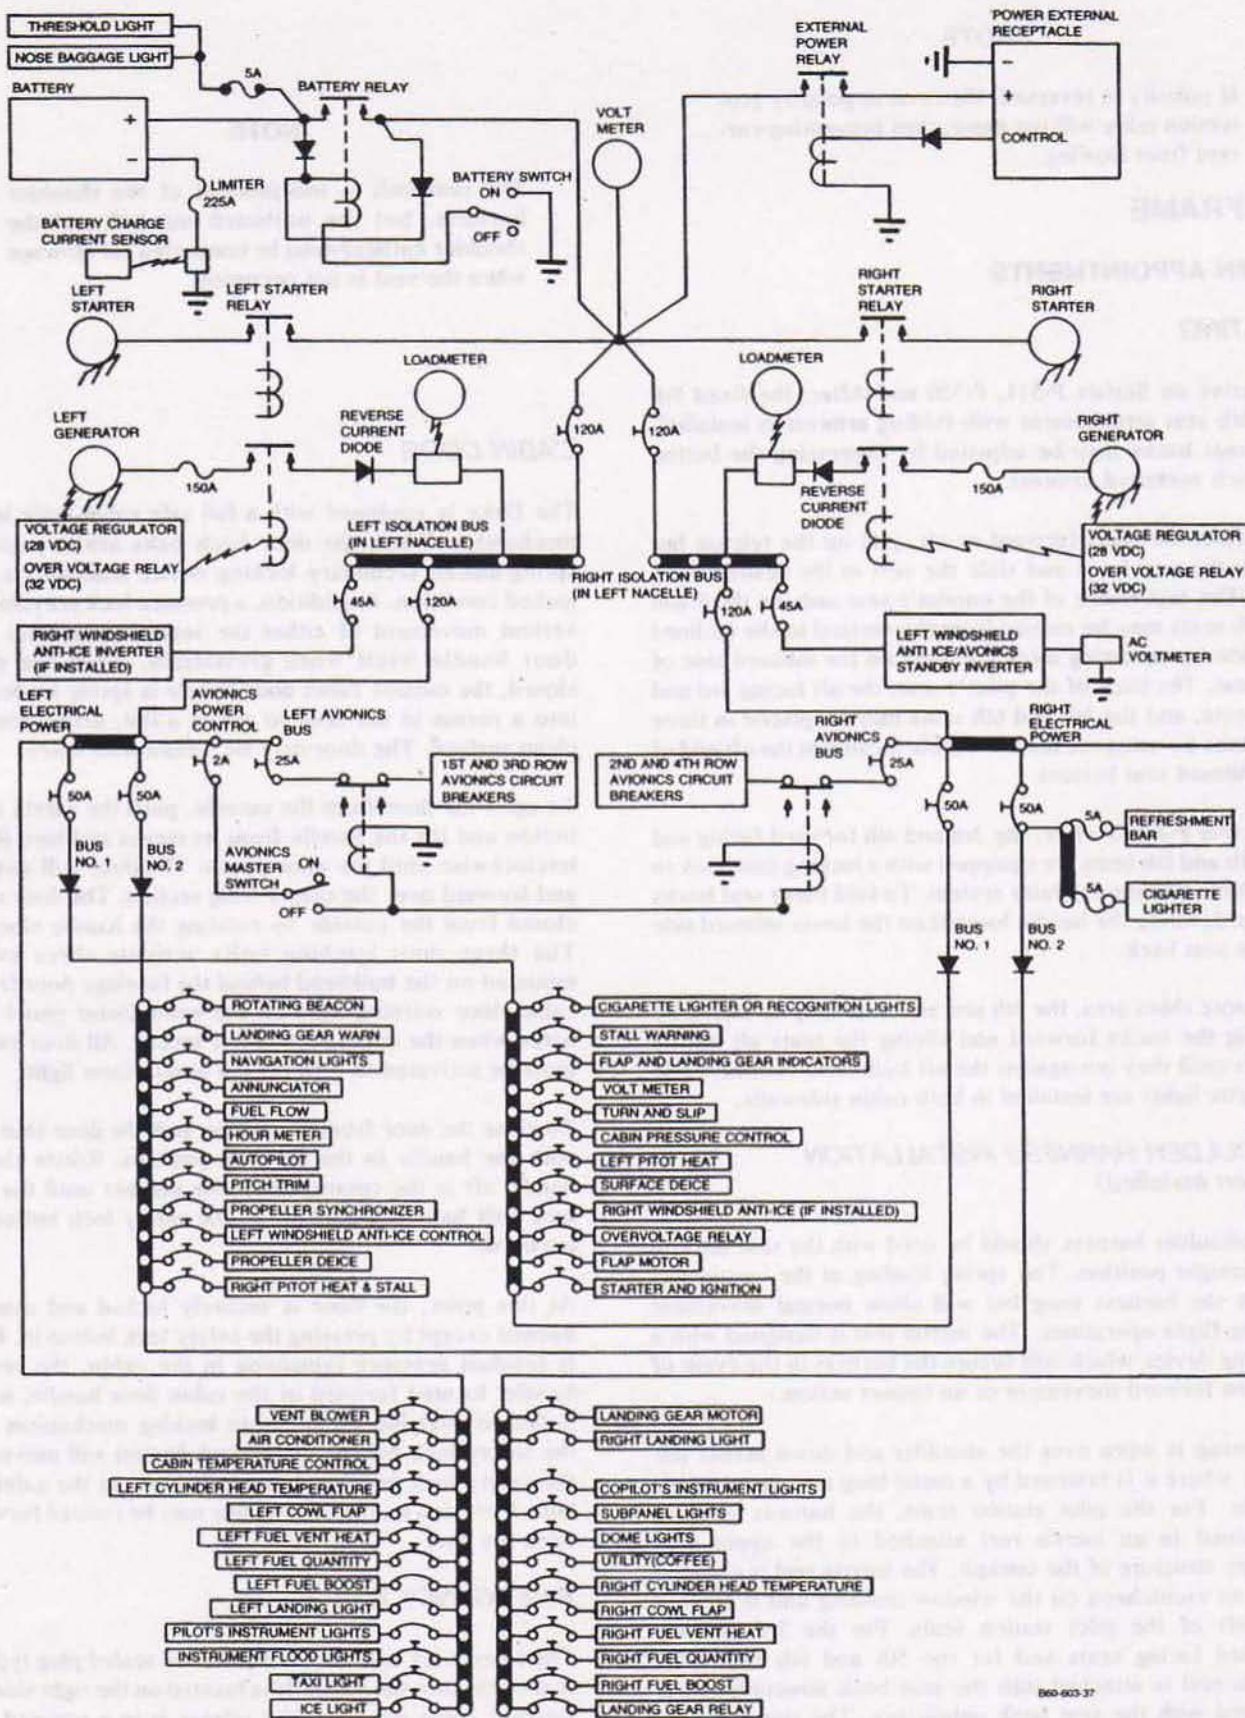 THRESHOLD LIGHT
NOSE BAGGAGE LIGHT
BATTERY
+
−
5A
BATTERY RELAY
LIMITER
225A
BATTERY CHARGE
CURRENT SENSOR
BATTERY SWITCH
ON
OFF
VOLT
METER
EXTERNAL
POWER
RELAY
POWER EXTERNAL
RECEPTACLE
−
+
CONTROL
LEFT
STARTER
LEFT STARTER
RELAY
RIGHT
STARTER
RELAY
RIGHT
STARTER
LOADMETER
LOADMETER
LEFT
GENERATOR
REVERSE
CURRENT
DIODE
120A
120A
RIGHT
GENERATOR
150A
REVERSE
CURRENT
DIODE
150A
VOLTAGE REGULATOR
(28 VDC)
OVER VOLTAGE RELAY
(32 VDC)
LEFT ISOLATION BUS
(IN LEFT NACELLE)
RIGHT ISOLATION BUS
(IN LEFT NACELLE)
VOLTAGE REGULATOR
(28 VDC)
OVER VOLTAGE RELAY
(32 VDC)
45A
120A
120A
45A
RIGHT WINDSHIELD
ANTI-ICE INVERTER
(IF INSTALLED)
LEFT WINDSHIELD
ANTI ICE/AVIONICS
STANDBY INVERTER
AC
VOLTMETER
ELECTRICAL
POWER
AVIONICS
POWER
CONTROL
LEFT AVIONICS
BUS
RIGHT
AVIONICS
BUS
RIGHT
ELECTRICAL
POWER
2A
25A
25A
1ST AND 3RD ROW
AVIONICS CIRCUIT
BREAKERS
2ND AND 4TH ROW
AVIONICS CIRCUIT
BREAKERS
50A
50A
50A
50A
5A
REFRESHMENT
BAR
5A
CIGARETTE
LIGHTER
BUS
NO. 1
BUS
NO. 2
AVIONICS
MASTER
SWITCH
ON
OFF
BUS
NO. 1
BUS
NO. 2
ROTATING BEACON
LANDING GEAR WARN
NAVIGATION LIGHTS
ANNUNCIATOR
FUEL FLOW
HOUR METER
AUTOPILOT
PITCH TRIM
PROPELLER SYNCHRONIZER
LEFT WINDSHIELD ANTI-ICE CONTROL
PROPELLER DEICE
RIGHT PITOT HEAT & STALL
CIGARETTE LIGHTER OR RECOGNITION LIGHTS
STALL WARNING
FLAP AND LANDING GEAR INDICATORS
VOLT METER
TURN AND SLIP
CABIN PRESSURE CONTROL
LEFT PITOT HEAT
SURFACE DEICE
RIGHT WINDSHIELD ANTI-ICE (IF INSTALLED)
OVERVOLTAGE RELAY
FLAP MOTOR
STARTER AND IGNITION
VENT BLOWER
AIR CONDITIONER
CABIN TEMPERATURE CONTROL
LEFT CYLINDER HEAD TEMPERATURE
LEFT COWL FLAP
LEFT FUEL VENT HEAT
LEFT FUEL QUANTITY
LEFT FUEL BOOST
LEFT LANDING LIGHT
PILOT'S INSTRUMENT LIGHTS
INSTRUMENT FLOOD LIGHTS
TAXI LIGHT
ICE LIGHT
LANDING GEAR MOTOR
RIGHT LANDING LIGHT
COPILOT'S INSTRUMENT LIGHTS
SUBPANEL LIGHTS
DOME LIGHTS
UTILITY(COFFEE)
RIGHT CYLINDER HEAD TEMPERATURE
RIGHT COWL FLAP
RIGHT FUEL VENT HEAT
RIGHT FUEL QUANTITY
RIGHT FUEL BOOST
LANDING GEAR RELAY
B60-603-37